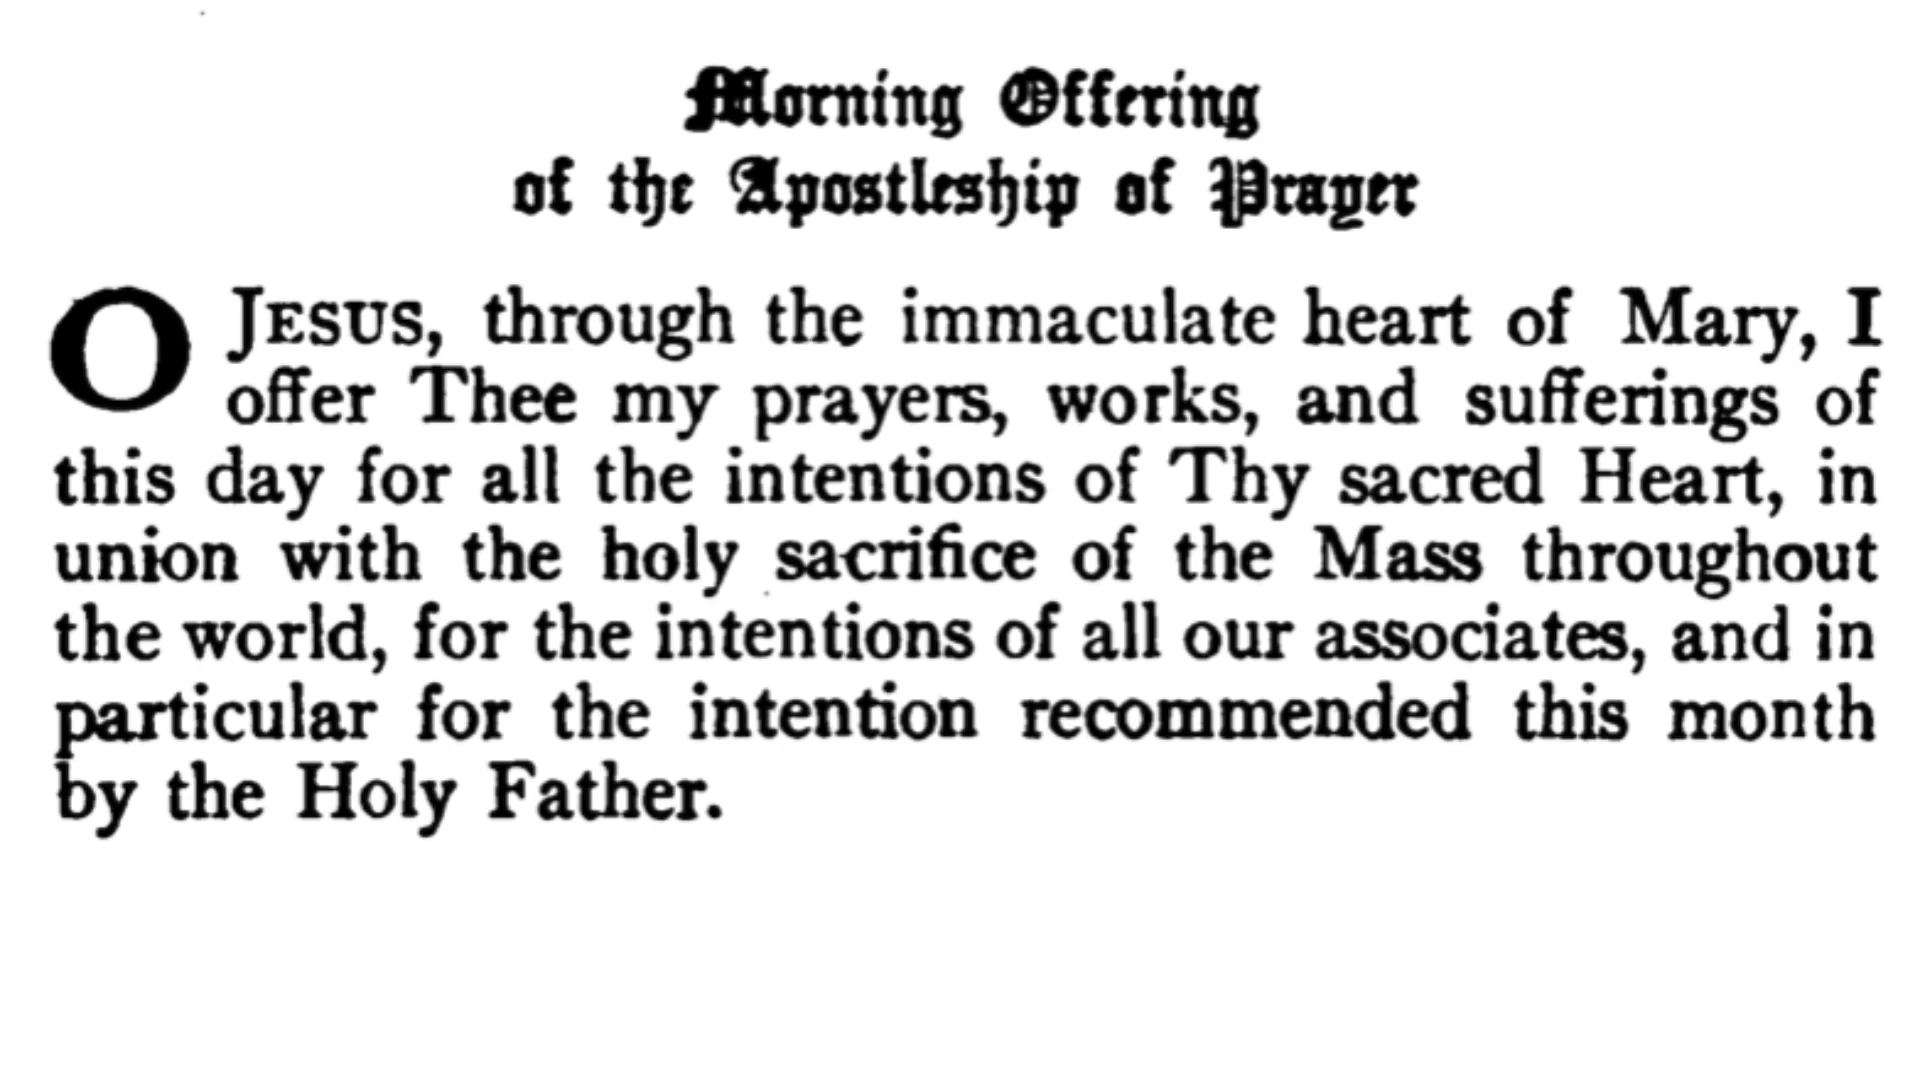 Morning Offering
of the Apostleship of Prayer
O JESUS, through the immaculate heart of Mary, I
offer Thee my prayers, works, and sufferings of
this day for all the intentions of Thy sacred Heart, in
union with the holy sacrifice of the Mass throughout
the world, for the intentions of all our associates, and in
particular for the intention recommended this month
by the Holy Father.